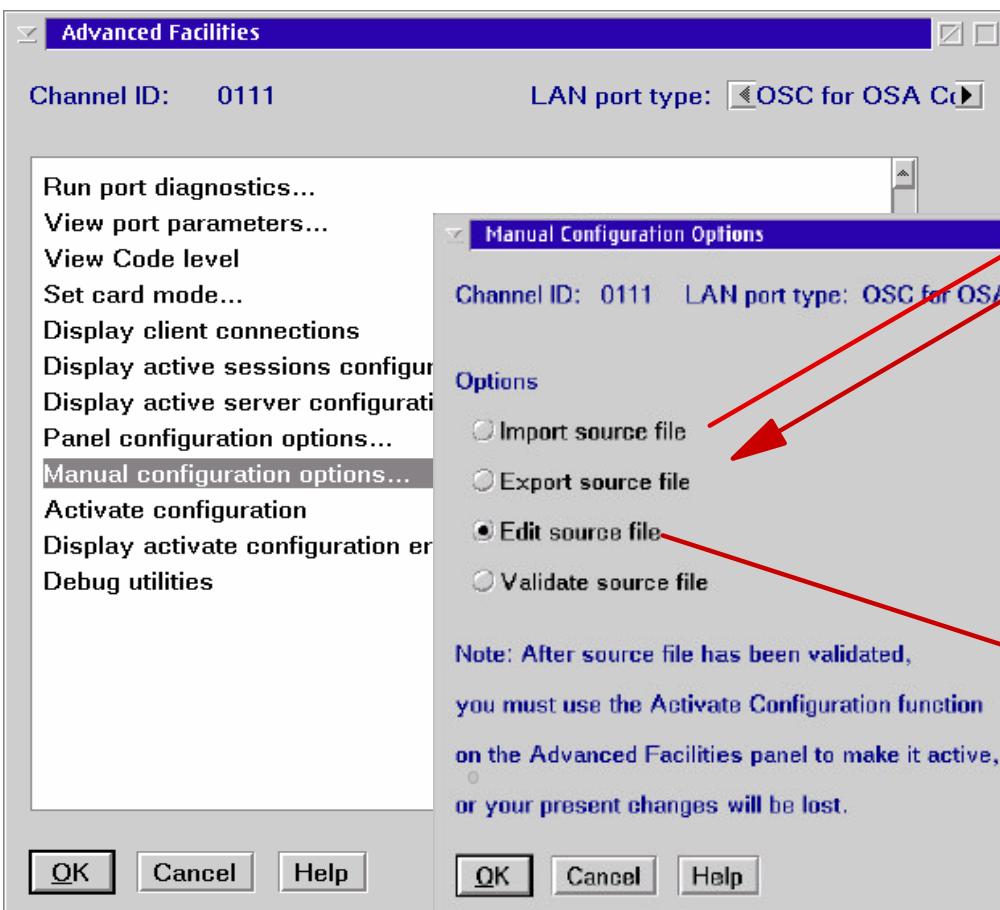 Advanced Facilities
Channel ID: 0111 LAN port type: OSC for OSA Co
Run port diagnostics...
View port parameters...
View Code level
Set card mode...
Display client connections
Display active sessions configur
Display active server configurati
Panel configuration options...
Manual configuration options...
Activate configuration
Display activate configuration er
Debug utilities
OK Cancel Help
Manual Configuration Options
Channel ID: 0111 LAN port type: OSC for OSA
Options
Import source file
Export source file
Edit source file
Validate source file
Note: After source file has been validated,
you must use the Activate Configuration function
on the Advanced Facilities panel to make it active,
or your present changes will be lost.
OK Cancel Help